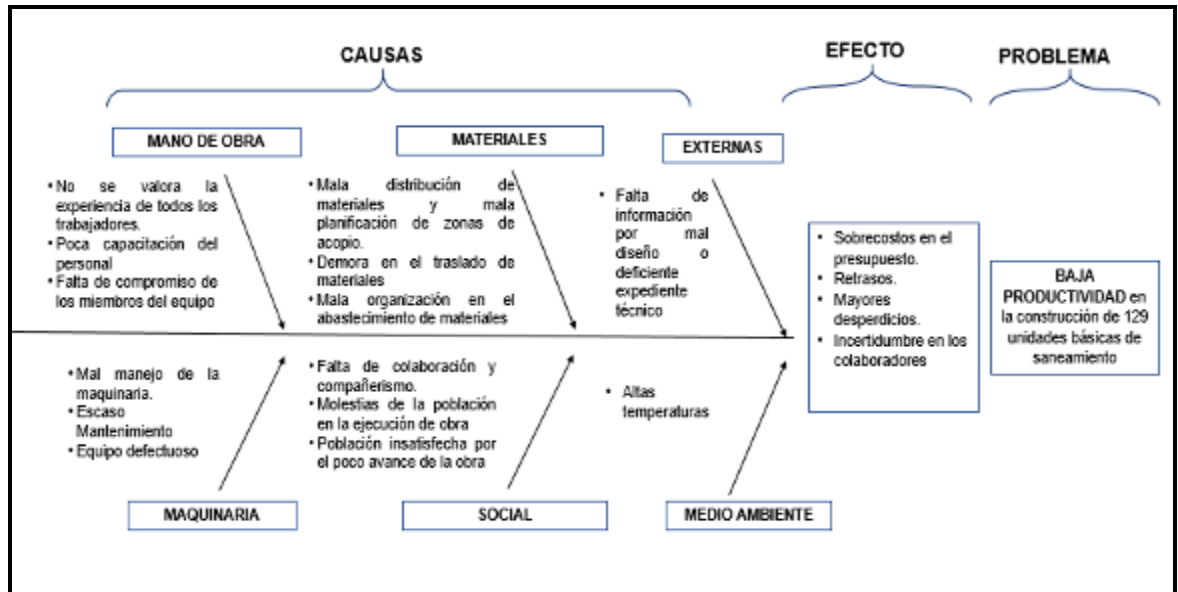 CAUSAS
EFECTO
PROBLEMA
MANO DE OBRA
• No se valora la
experiencia de todos los
trabajadores.
• Poca capacitación del
personal
• Falta de compromiso de
los miembros del equipo
MATERIALES
• Mala distribución de
materiales y mala
planificación de zonas de
acopio.
• Demora en el traslado de
materiales
• Mala organización en el
abastecimiento de materiales
EXTERNAS
• Falta de
información
por mal
diseño o
deficiente
expediente
técnico
• Sobrecostos en el
presupuesto.
• Retrasos.
• Mayores
desperdicios.
• Incertidumbre en los
colaboradores
BAJA
PRODUCTIVIDAD en
la construcción de 129
unidades básicas de
saneamiento
• Mal manejo de la
maquinaria.
• Escaso
Mantenimiento
• Equipo defectuoso
MAQUINARIA
• Falta de colaboración y
compañerismo.
• Molestias de la población
en la ejecución de obra
• Población insatisfecha por
el poco avance de la obra
SOCIAL
• Altas
temperaturas
MEDIO AMBIENTE